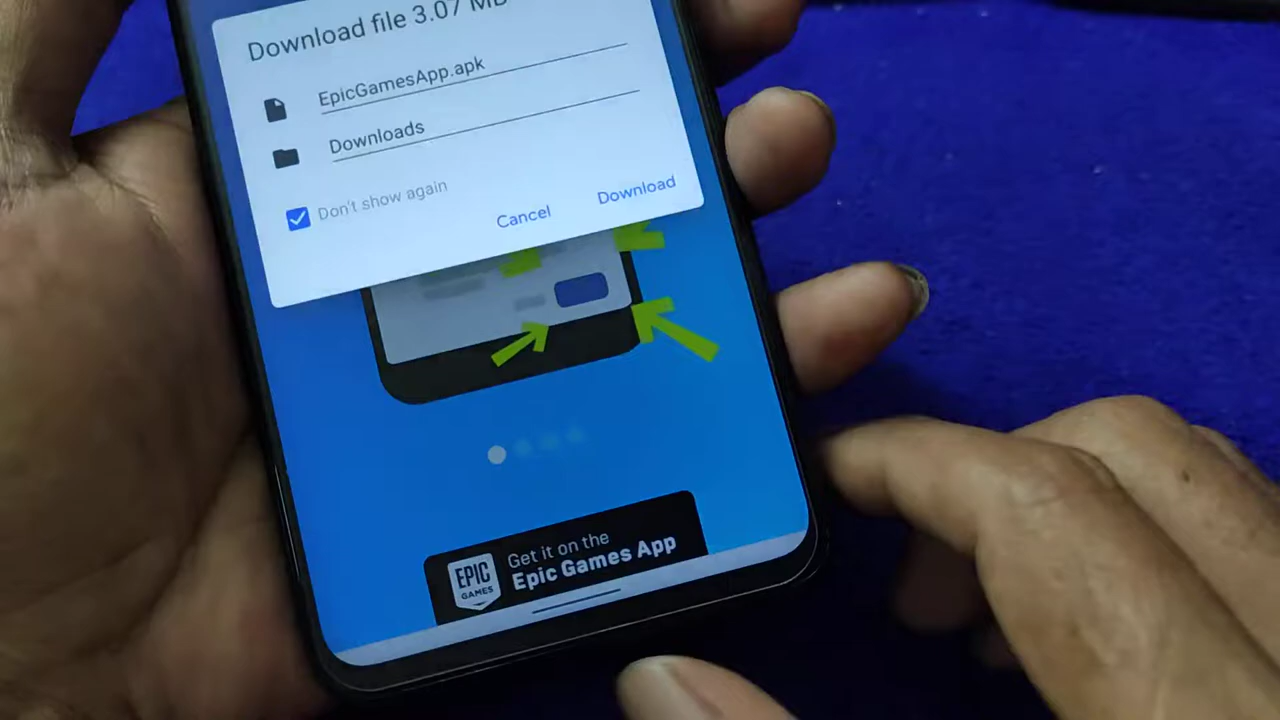 Download file 3.07 MB
EpicGamesApp.apk
Downloads
Don't show again
Cancel
Download
EPIC
GAMES
Get it on the
Epic Games App